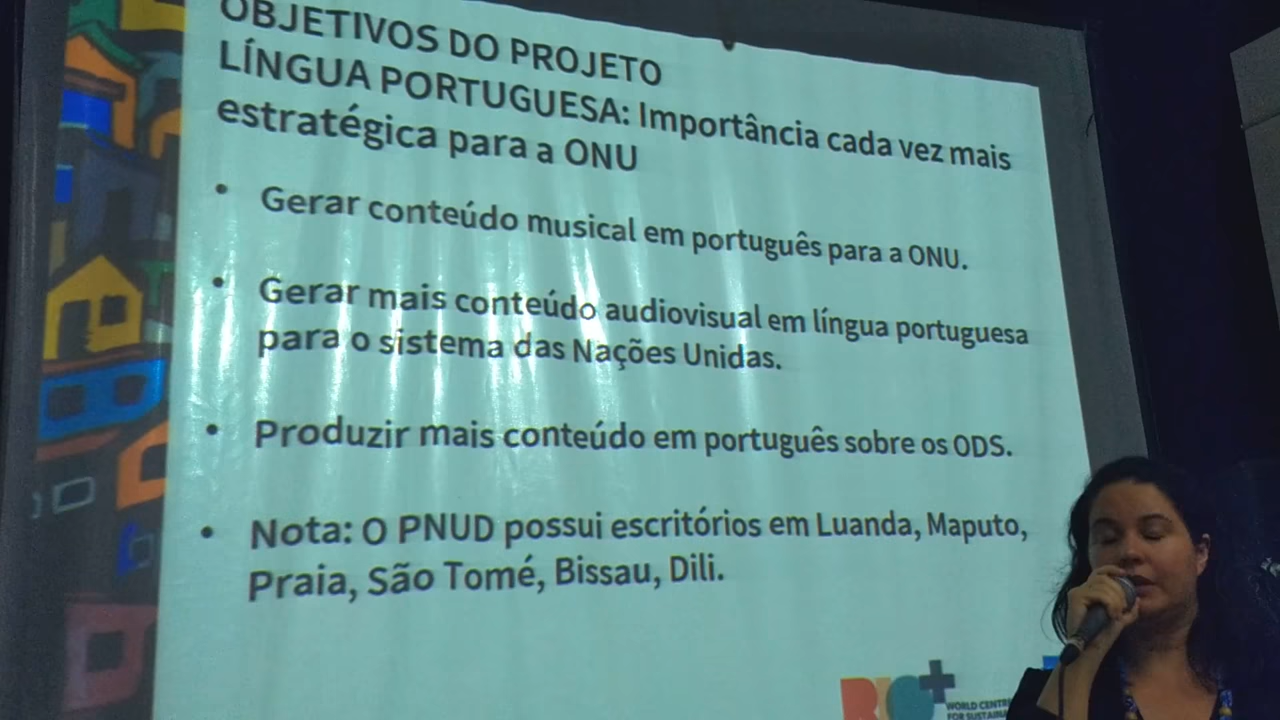 OBJETIVOS DO PROJETO
LÍNGUA PORTUGUESA: Importância cada vez mais
estratégica para a ONU
• Gerar conteúdo musical em português para a ONU.
• Gerar mais conteúdo audiovisual em língua portuguesa
para o sistema das Nações Unidas.
• Produzir mais conteúdo em português sobre os ODS.
• Nota: O PNUD possui escritórios em Luanda, Maputo,
Praia, São Tomé, Bissau, Dili.
RIO+
WORLD
FOR